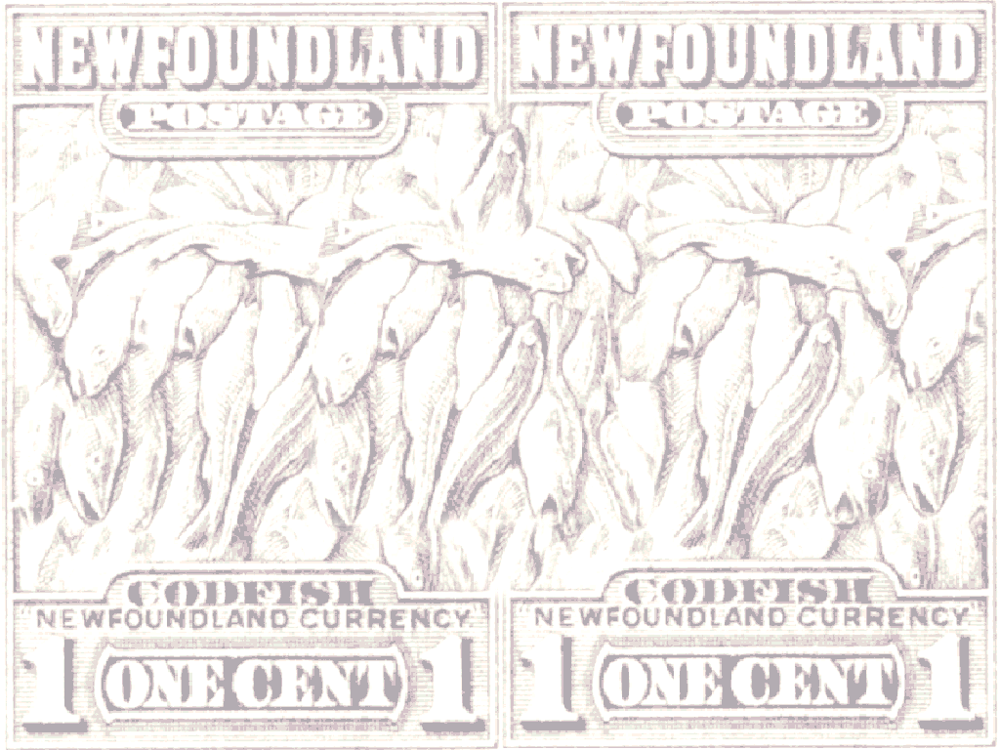 NEWFOUNDLAND
POSTAGE
CODFISH
"NEWFOUNDLAND CURRENCY"
1 ONE CENT 1
NEWFOUNDLAND
POSTAGE
CODFISH
"NEWFOUNDLAND CURRENCY"
1 ONE CENT 1